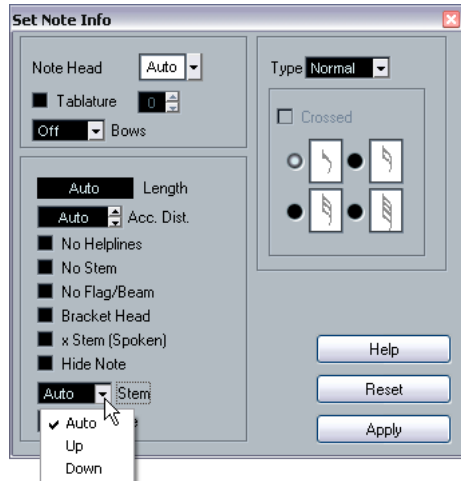 Set Note Info
Note Head Auto
Tablature 0
Off Bows
Auto Length
Auto Acc. Dist.
No Helplines
No Stem
No Flag/Beam
Bracket Head
x Stem (Spoken)
Hide Note
Auto Stem
Auto
Up
Down
Type Normal
Crossed
Help
Reset
Apply